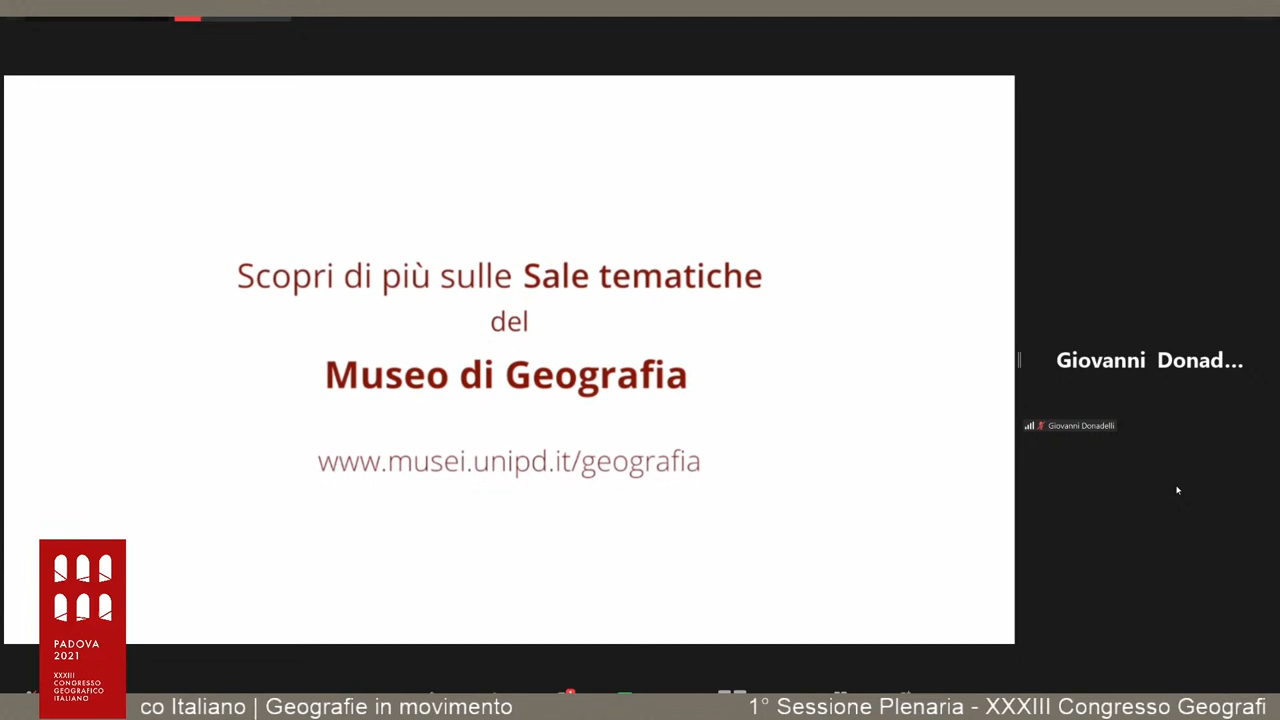 Scopri di più sulle Sale tematiche
del
Museo di Geografia
www.musei.unipd.it/geografia
Giovanni Donad...
Giovanni Donadelli
PADOVA
2021
XXXIII
CONGRESSO
GEOGRAFICO
ITALIANO
co Italiano | Geografie in movimento
1° Sessione Plenaria - XXXIII Congresso Geografi